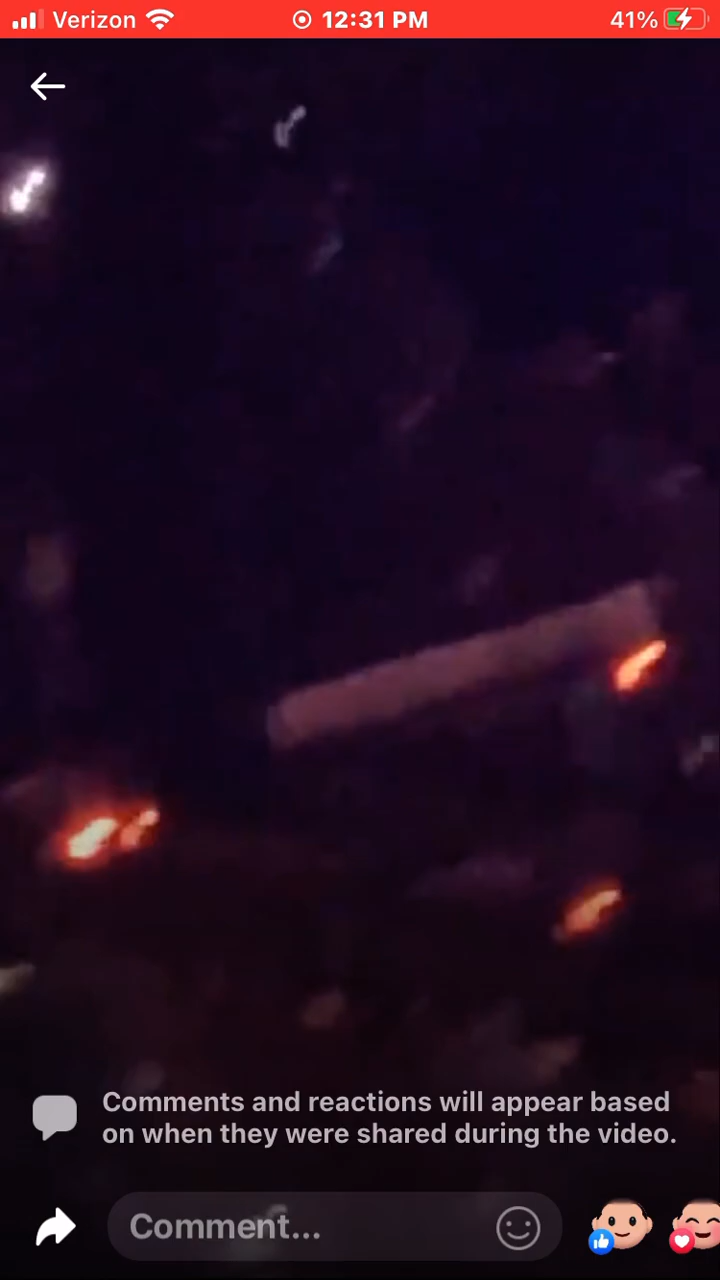 Verizon 12:31 PM 41%
Comments and reactions will appear based
on when they were shared during the video.
Comment...